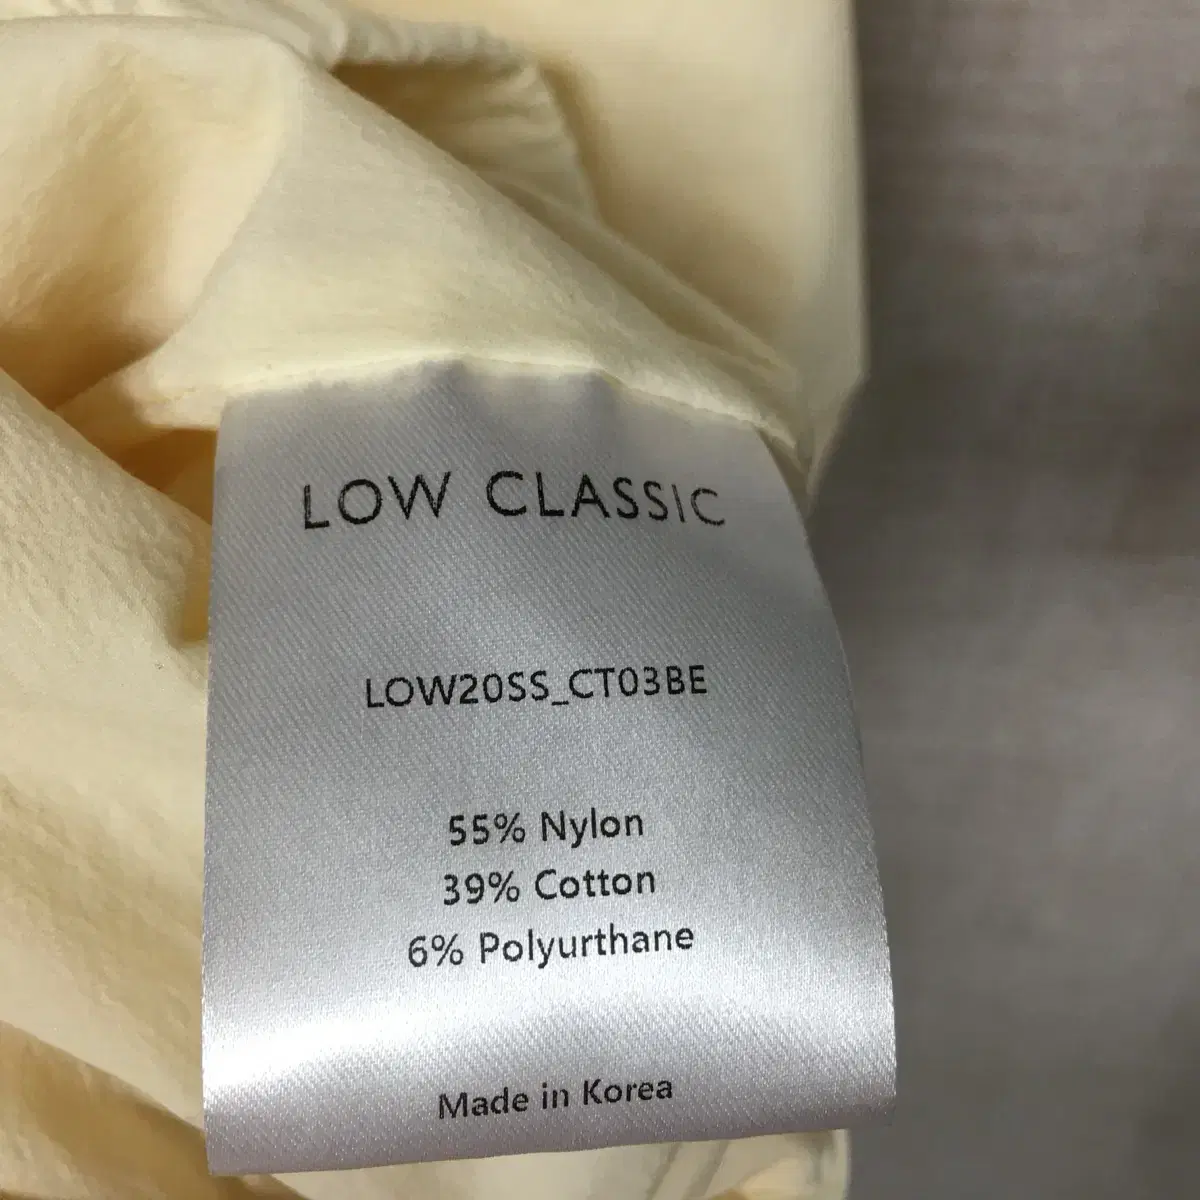 LOW CLASSIC
LOW20SS_CT03BE
55% Nylon
39% Cotton
6% Polyurthane
Made in Korea